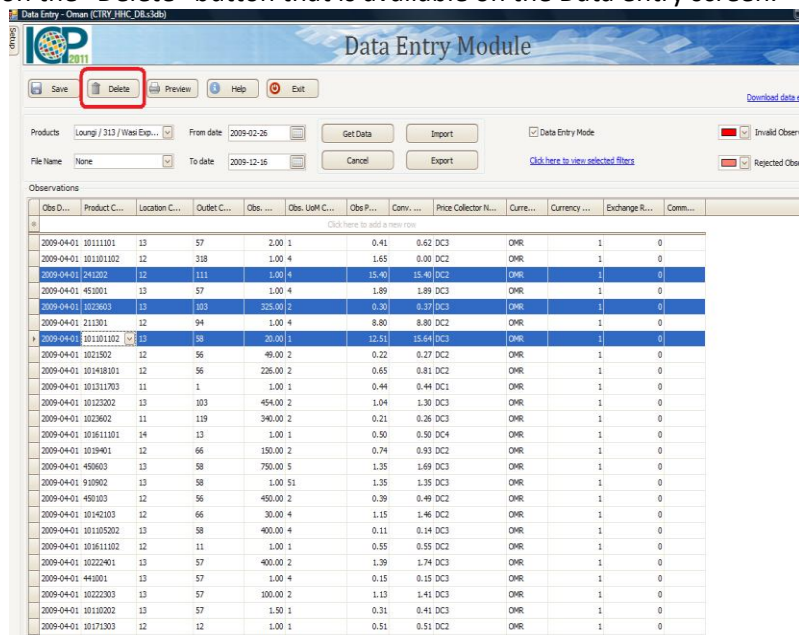 on the "Delete" button that is available on the Data entry screen.
Data Entry - Oman (CTRY_HHC_DB.s3db)
Setup
ICP
2011
Data Entry Module
Save Delete Preview Help Exit
Download data e
Products Loungi / 313 / Wasi Exp... From date 2009-02-26 Get Data Import Data Entry Mode Invalid Obser
File Name None To date 2009-12-16 Cancel Export Click here to view selected filters Rejected Obse
Observations
Obs D... Product C... Location C... Outlet C... Obs. ... Obs. UoM C... Obs P... Conv. ... Price Collector N... Curre... Currency ... Exchange R... Comm...
Click here to add a new row
2009-04-01 10111101 13 57 2.00 1 0.41 0.62 DC3 OMR 1 0
2009-04-01 101101102 12 318 1.00 4 1.65 0.00 DC2 OMR 1 0
2009-04-01 241202 12 111 1.00 4 15.40 15.40 DC2 OMR 1 0
2009-04-01 451001 13 57 1.00 4 1.89 1.89 DC3 OMR 1 0
2009-04-01 1023603 13 103 325.00 2 0.30 0.37 DC3 OMR 1 0
2009-04-01 211301 12 94 1.00 4 8.80 8.80 DC2 OMR 1 0
2009-04-01 101101102 13 58 20.00 1 12.51 15.64 DC3 OMR 1 0
2009-04-01 1021502 12 56 49.00 2 0.22 0.27 DC2 OMR 1 0
2009-04-01 101418101 12 56 226.00 2 0.65 0.81 DC2 OMR 1 0
2009-04-01 101311703 11 1 1.00 1 0.44 0.44 DC1 OMR 1 0
2009-04-01 10123202 13 103 454.00 2 1.04 1.30 DC3 OMR 1 0
2009-04-01 1023602 11 119 340.00 2 0.21 0.26 DC3 OMR 1 0
2009-04-01 101611101 14 13 1.00 1 0.50 0.50 DC4 OMR 1 0
2009-04-01 1019401 12 66 150.00 2 0.74 0.93 DC2 OMR 1 0
2009-04-01 450603 13 58 750.00 5 1.35 1.69 DC3 OMR 1 0
2009-04-01 910902 13 58 1.00 51 1.35 1.35 DC3 OMR 1 0
2009-04-01 450103 12 56 450.00 2 0.39 0.49 DC2 OMR 1 0
2009-04-01 10142103 12 66 30.00 4 1.15 1.46 DC2 OMR 1 0
2009-04-01 101105202 13 58 400.00 4 0.11 0.14 DC3 OMR 1 0
2009-04-01 101611102 12 11 1.00 1 0.55 0.55 DC2 OMR 1 0
2009-04-01 10222401 13 57 400.00 2 1.39 1.74 DC3 OMR 1 0
2009-04-01 441001 13 57 1.00 4 0.15 0.15 DC3 OMR 1 0
2009-04-01 10222303 13 57 100.00 2 1.13 1.41 DC3 OMR 1 0
2009-04-01 10110202 13 57 1.50 1 0.31 0.41 DC3 OMR 1 0
2009-04-01 10171303 12 12 1.00 1 0.51 0.51 DC2 OMR 1 0